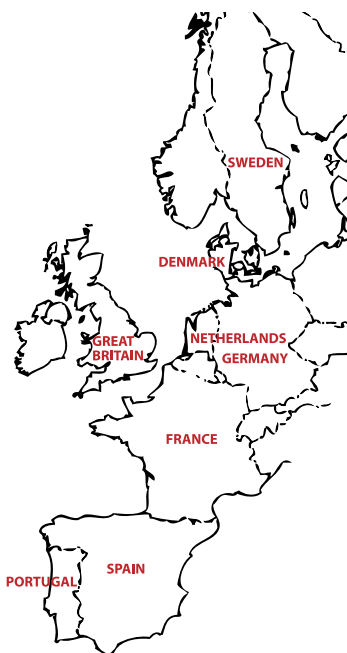 SWEDEN
DENMARK
GREAT
BRITAIN
NETHERLANDS
GERMANY
FRANCE
SPAIN
PORTUGAL